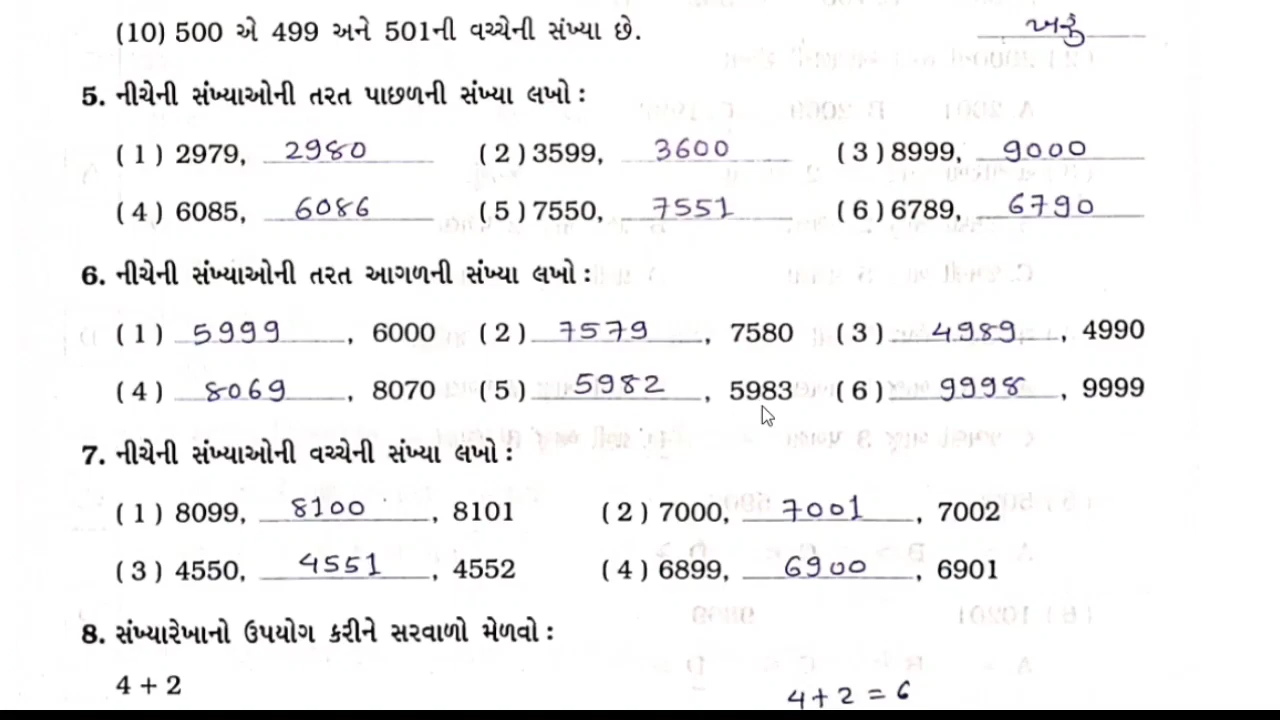 (10) 500 એ 499 અને 501ની વચ્ચેની સંખ્યા છે. ખરું
5. નીચેની સંખ્યાઓની તરત પાછળની સંખ્યા લખો :
(1) 2979, 2980 (2) 3599, 3600 (3) 8999, 9000
(4) 6085, 6086 (5) 7550, 7551 (6) 6789, 6790
6. નીચેની સંખ્યાઓની તરત આગળની સંખ્યા લખો :
(1) 5999, 6000 (2) 7579, 7580 (3) 4989, 4990
(4) 8069, 8070 (5) 5982, 5983 (6) 9998, 9999
7. નીચેની સંખ્યાઓની વચ્ચેની સંખ્યા લખો :
(1) 8099, 8100, 8101 (2) 7000, 7001, 7002
(3) 4550, 4551, 4552 (4) 6899, 6900, 6901
8. સંખ્યારેખાનો ઉપયોગ કરીને સરવાળો મેળવો :
4 + 2 4 + 2 = 6